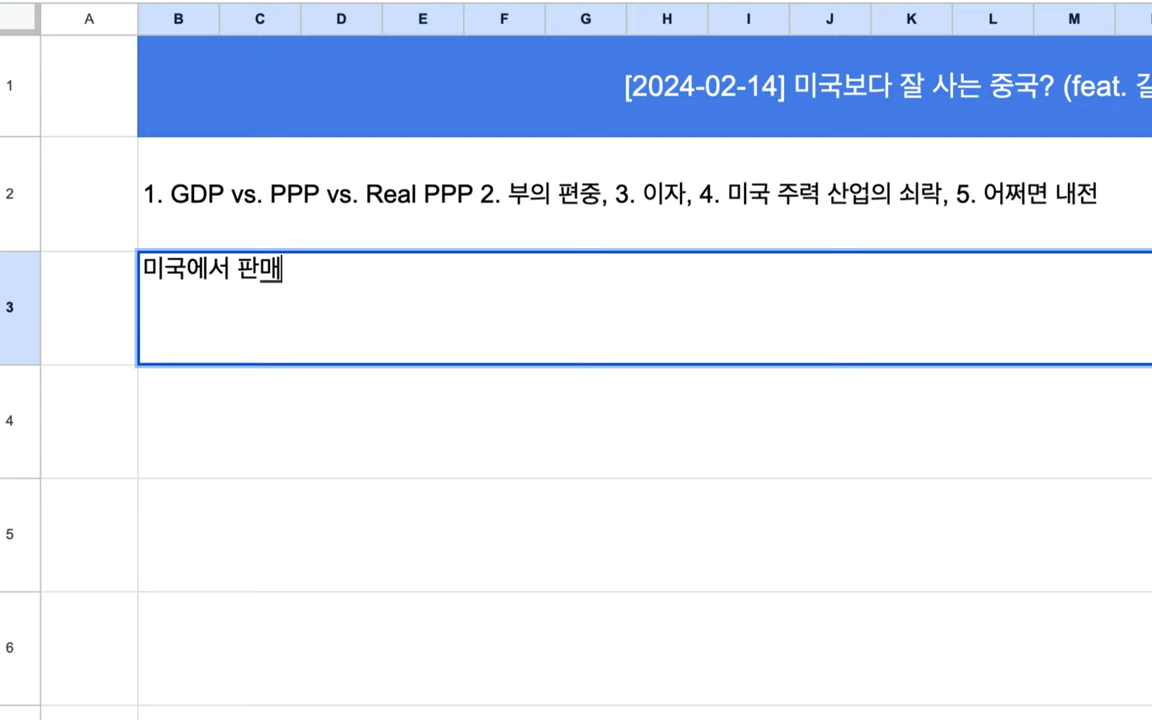 A B C D E F G H I J K L M
1 [2024-02-14] 미국보다 잘 사는 중국? (feat.
2 1. GDP vs. PPP vs. Real PPP 2. 부의 편중, 3. 이자, 4. 미국 주력 산업의 쇠락, 5. 어쩌면 내전
3 미국에서 판매
4
5
6